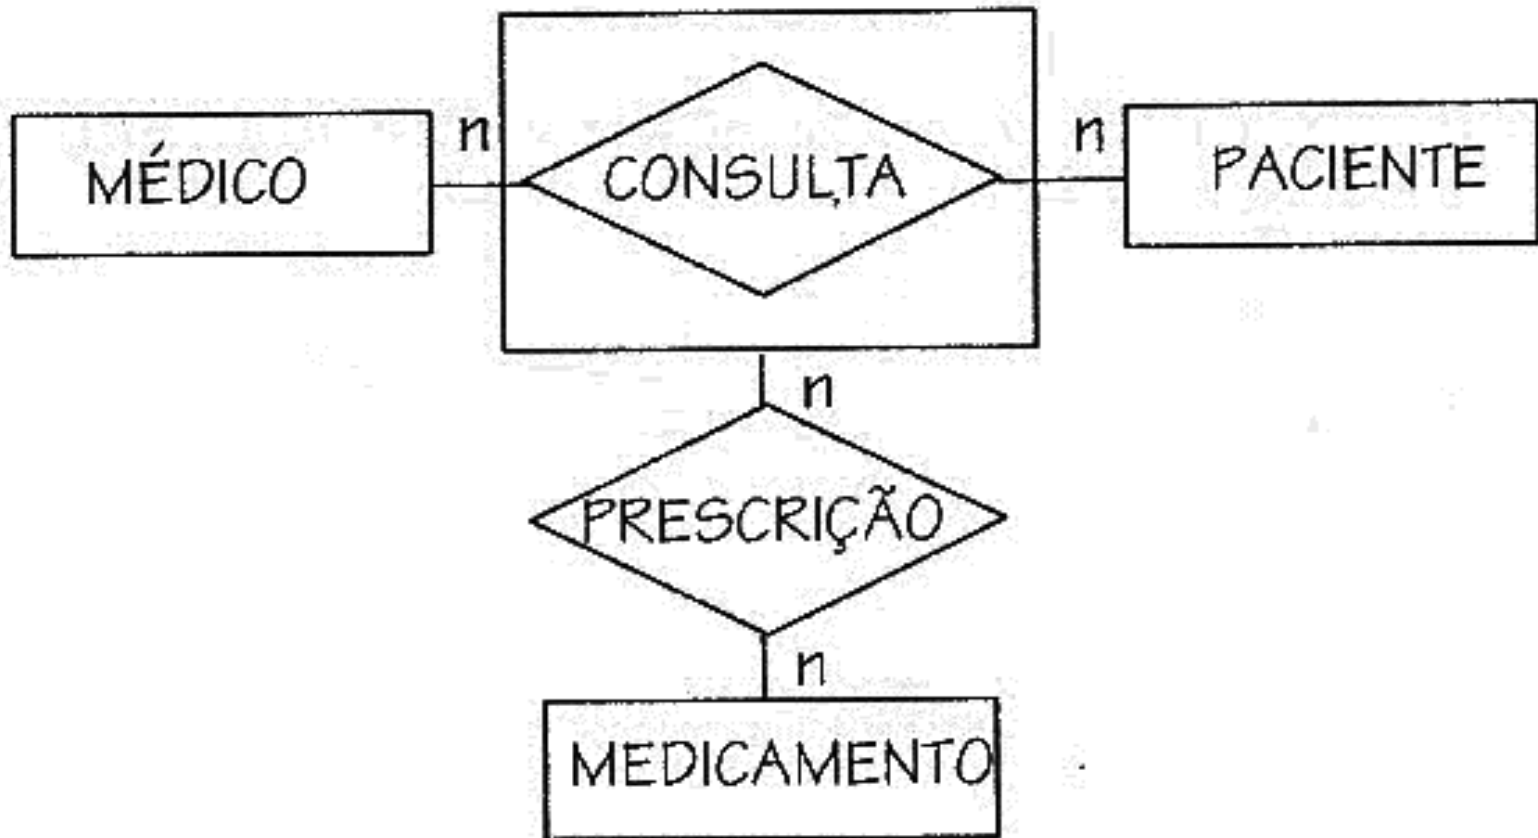 MÉDICO
n
CONSULTA
n
PACIENTE
n
PRESCRIÇÃO
n
MEDICAMENTO